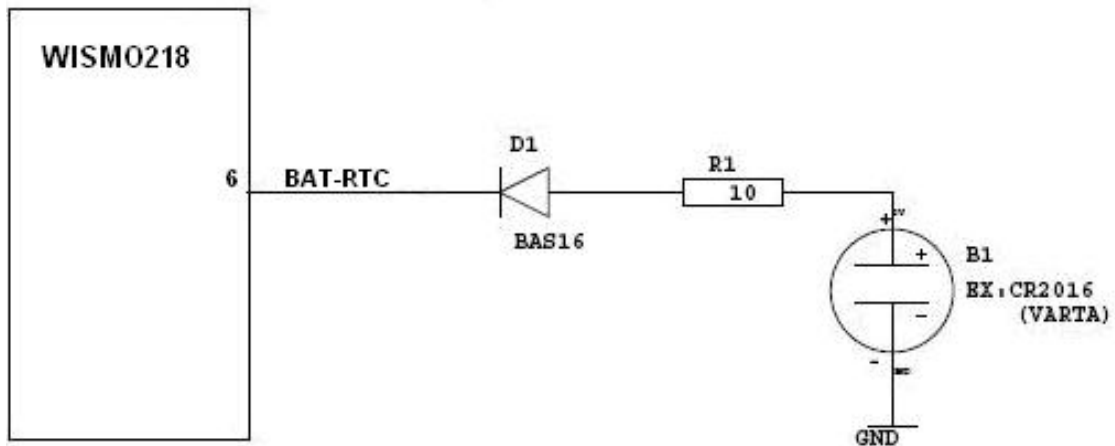 WISMO218
D1
R1
6
BAT-RTC
10
BAS16
+
+
B1
EX:CR2016
(VARTA)
-
-
GND